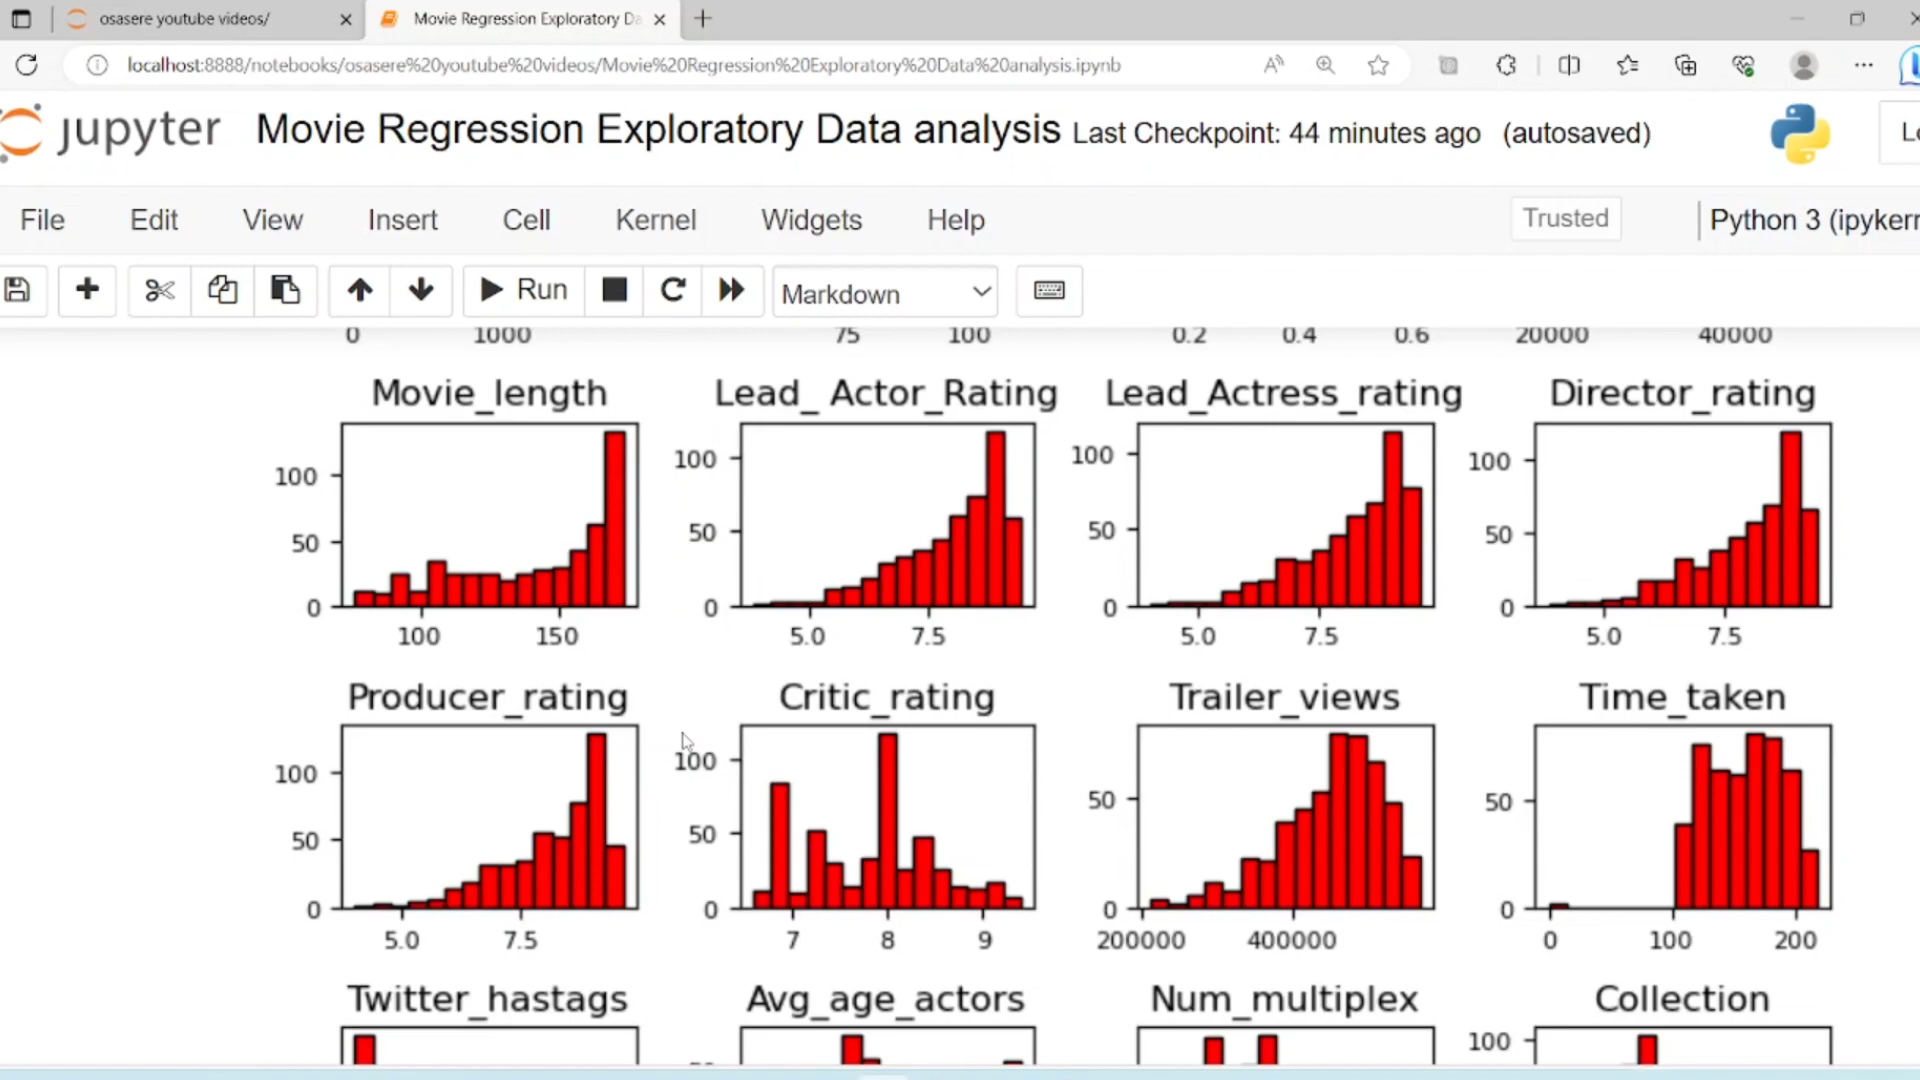 osasere youtube videos/
Movie Regression Exploratory Da
localhost:8888/notebooks/osasere%20youtube%20videos/Movie%20Regression%20Exploratory%20Data%20analysis.ipynb
jupyter Movie Regression Exploratory Data analysis Last Checkpoint: 44 minutes ago (autosaved)
Lo
File Edit View Insert Cell Kernel Widgets Help Trusted Python 3 (ipykern
Run Markdown
0 1000 75 100 0.2 0.4 0.6 20000 40000
Movie_length Lead_ Actor_Rating Lead_Actress_rating Director_rating
100 100 100 100
50 50 50 50
0 0 0 0
100 150 5.0 7.5 5.0 7.5 5.0 7.5
Producer_rating Critic_rating Trailer_views Time_taken
100 100
50 50 50 50
0 0 0 0
5.0 7.5 7 8 9 200000 400000 0 100 200
Twitter_hastags Avg_age_actors Num_multiplex Collection
100